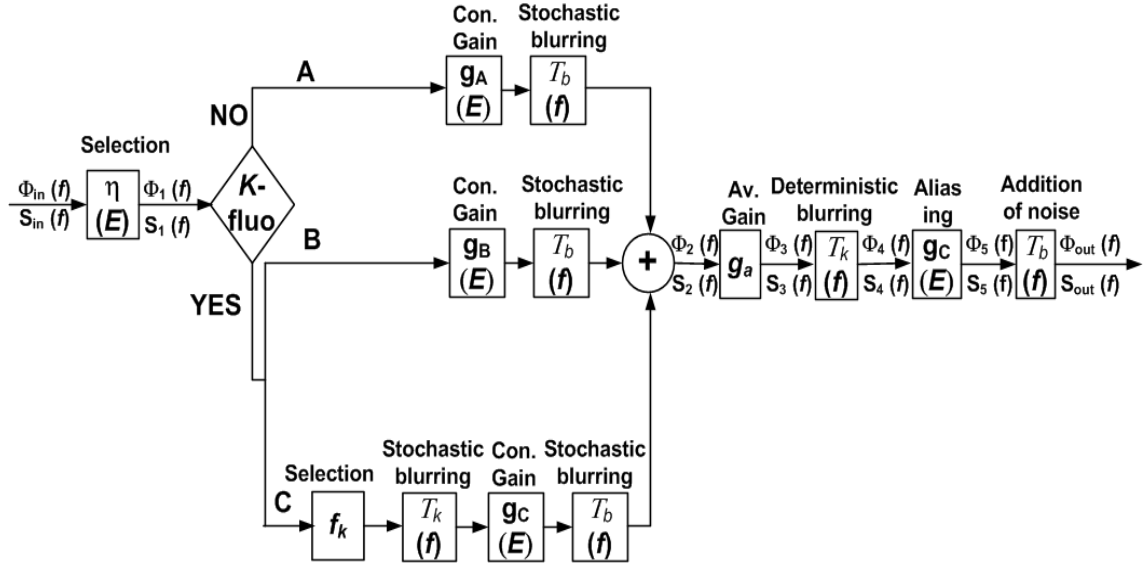 Con.
Gain
Stochastic
blurring
A
g_A
(E)
T_b
(f)
NO
Selection
Φ_in (f)
S_in (f)
η
(E)
Φ_1 (f)
S_1 (f)
K-
fluo
Con.
Gain
Stochastic
blurring
B
g_B
(E)
T_b
(f)
+
Φ_2 (f)
S_2 (f)
Av.
Gain
g_a
Φ_3 (f)
S_3 (f)
Deterministic
blurring
T_k
(f)
Φ_4 (f)
S_4 (f)
Alias
ing
g_C
(E)
Φ_5 (f)
S_5 (f)
Addition
of noise
T_b
(f)
Φ_out (f)
S_out (f)
YES
C
Selection
f_k
Stochastic
blurring
T_k
(f)
Con.
Gain
g_C
(E)
Stochastic
blurring
T_b
(f)